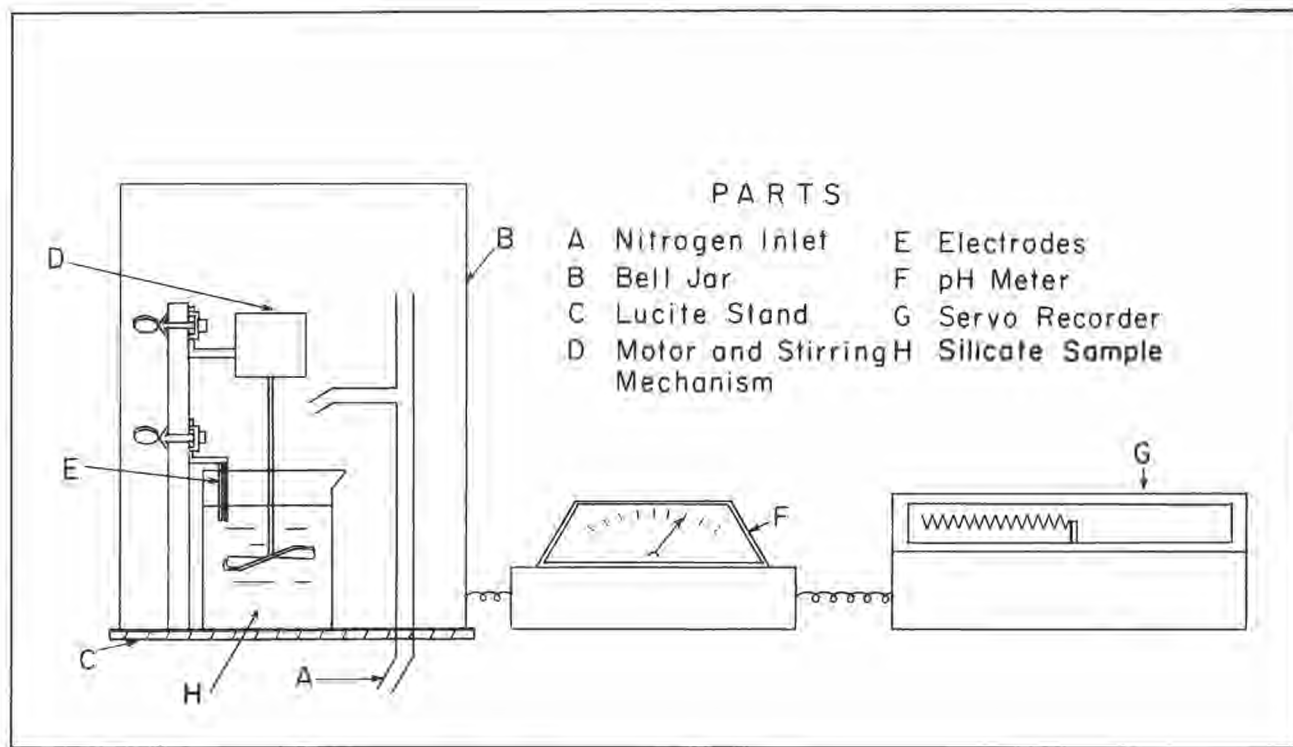 PARTS
A Nitrogen Inlet
B Bell Jar
C Lucite Stand
D Motor and Stirring
Mechanism
E Electrodes
F pH Meter
G Servo Recorder
H Silicate Sample
D
B
E
F
G
C
H
A